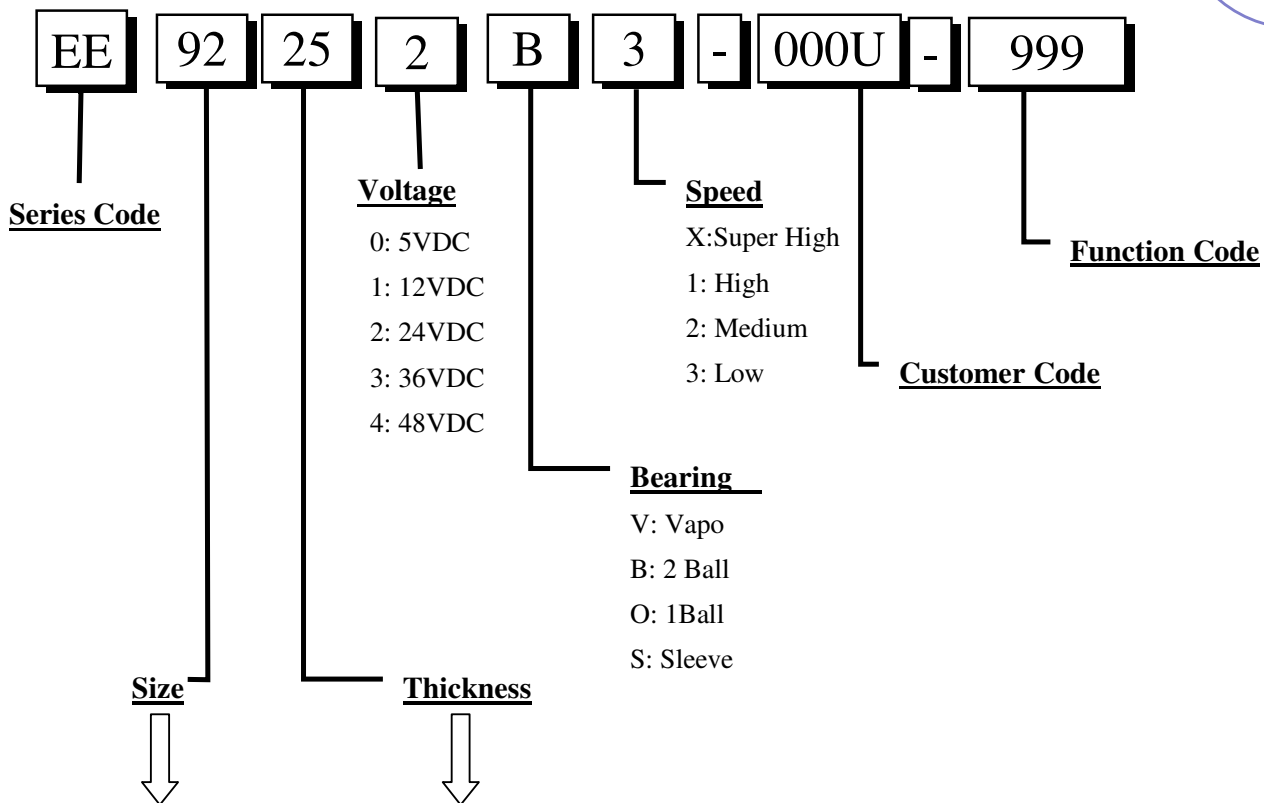 EE 92 25 2 B 3 - 000U - 999
Series Code
Voltage
0: 5VDC
1: 12VDC
2: 24VDC
3: 36VDC
4: 48VDC
Speed
X:Super High
1: High
2: Medium
3: Low
Function Code
Customer Code
Bearing
V: Vapo
B: 2 Ball
O: 1Ball
S: Sleeve
Size
Thickness